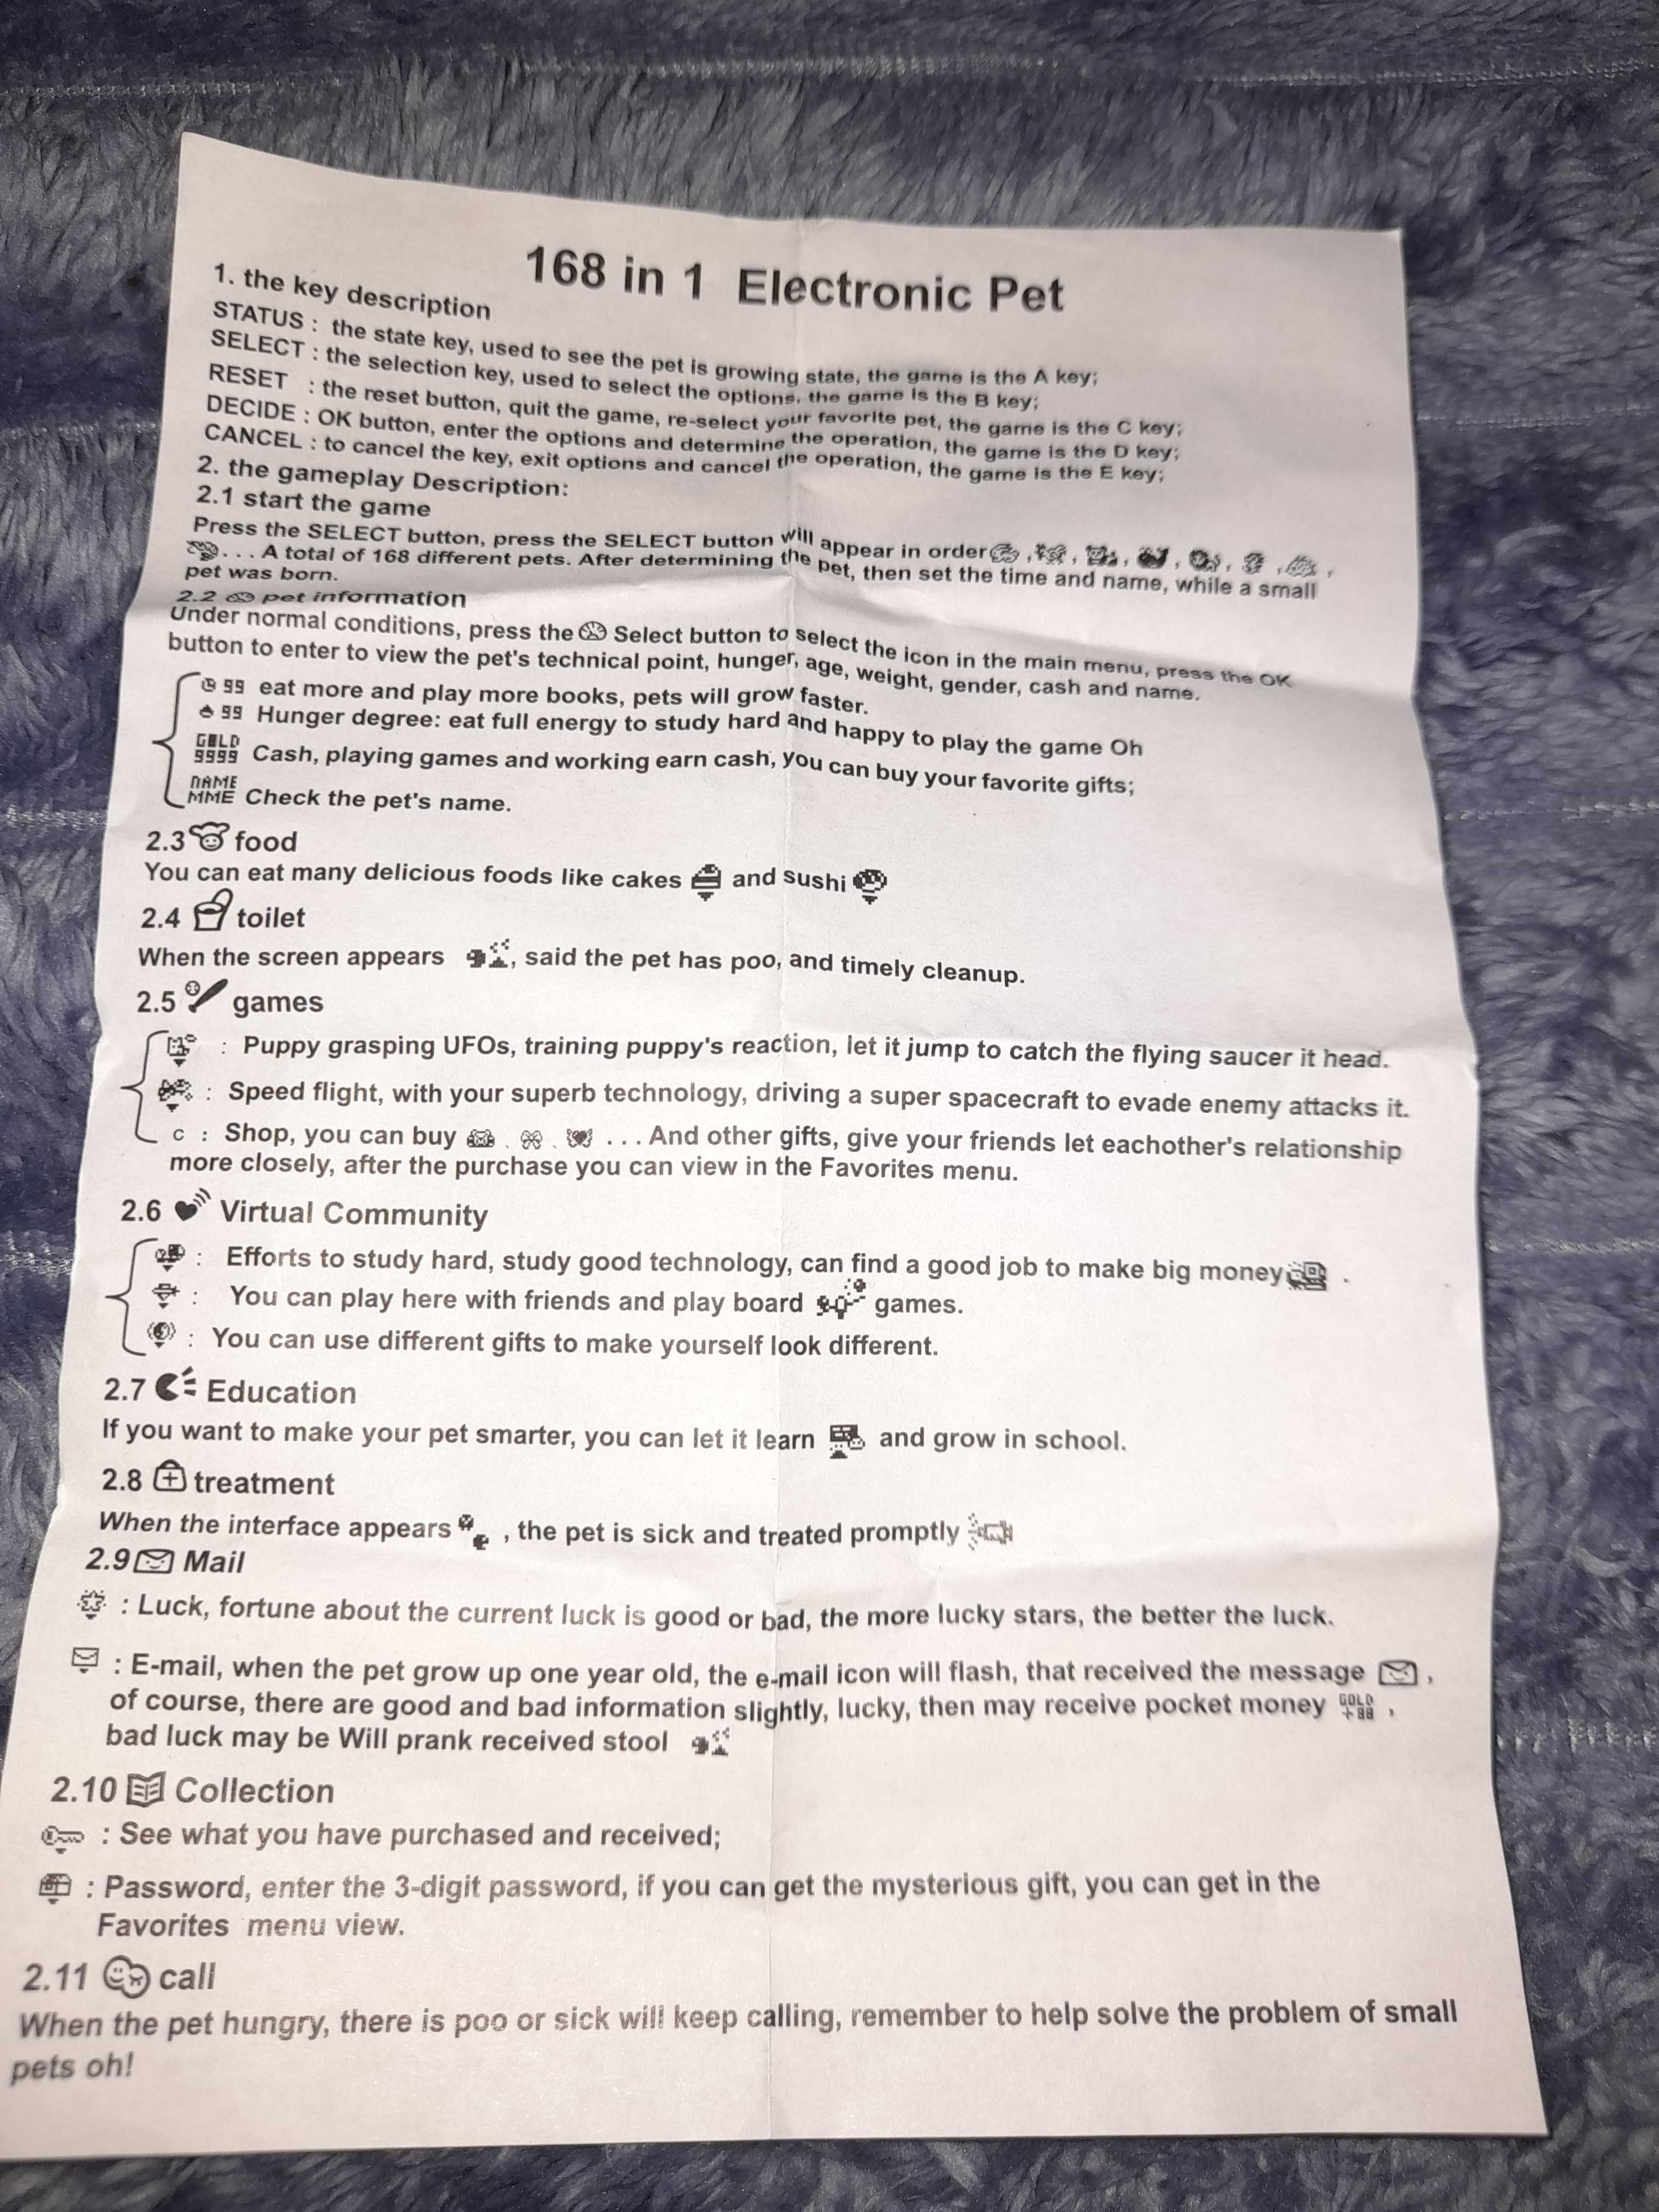 168 in 1 Electronic Pet
1. the key description
STATUS : the state key, used to see the pet is growing state, the game is the A key;
SELECT : the selection key, used to select the options, the game is the B key;
RESET : the reset button, quit the game, re-select your favorite pet, the game is the C key;
DECIDE : OK button, enter the options and determine the operation, the game is the D key;
CANCEL : to cancel the key, exit options and cancel the operation, the game is the E key;
2. the gameplay Description:
2.1 start the game
Press the SELECT button, press the SELECT button will appear in order , , , , , , ,
... A total of 168 different pets. After determining the pet, then set the time and name, while a small
pet was born.
2.2 pet information
Under normal conditions, press the Select button to select the icon in the main menu, press the OK
button to enter to view the pet's technical point, hunger, age, weight, gender, cash and name.
99 eat more and play more books, pets will grow faster.
99 Hunger degree: eat full energy to study hard and happy to play the game Oh
GOLD
9999 Cash, playing games and working earn cash, you can buy your favorite gifts;
NAME
MME Check the pet's name.
2.3 food
You can eat many delicious foods like cakes and sushi
2.4 toilet
When the screen appears , said the pet has poo, and timely cleanup.
2.5 games
: Puppy grasping UFOs, training puppy's reaction, let it jump to catch the flying saucer it head.
: Speed flight, with your superb technology, driving a super spacecraft to evade enemy attacks it.
c : Shop, you can buy . . ... And other gifts, give your friends let eachother's relationship
more closely, after the purchase you can view in the Favorites menu.
2.6 Virtual Community
: Efforts to study hard, study good technology, can find a good job to make big money .
: You can play here with friends and play board games.
: You can use different gifts to make yourself look different.
2.7 Education
If you want to make your pet smarter, you can let it learn and grow in school.
2.8 treatment
When the interface appears , the pet is sick and treated promptly
2.9 Mail
: Luck, fortune about the current luck is good or bad, the more lucky stars, the better the luck.
: E-mail, when the pet grow up one year old, the e-mail icon will flash, that received the message ,
of course, there are good and bad information slightly, lucky, then may receive pocket money GOLD +88 ,
bad luck may be Will prank received stool
2.10 Collection
: See what you have purchased and received;
: Password, enter the 3-digit password, if you can get the mysterious gift, you can get in the
Favorites menu view.
2.11 call
When the pet hungry, there is poo or sick will keep calling, remember to help solve the problem of small
pets oh!